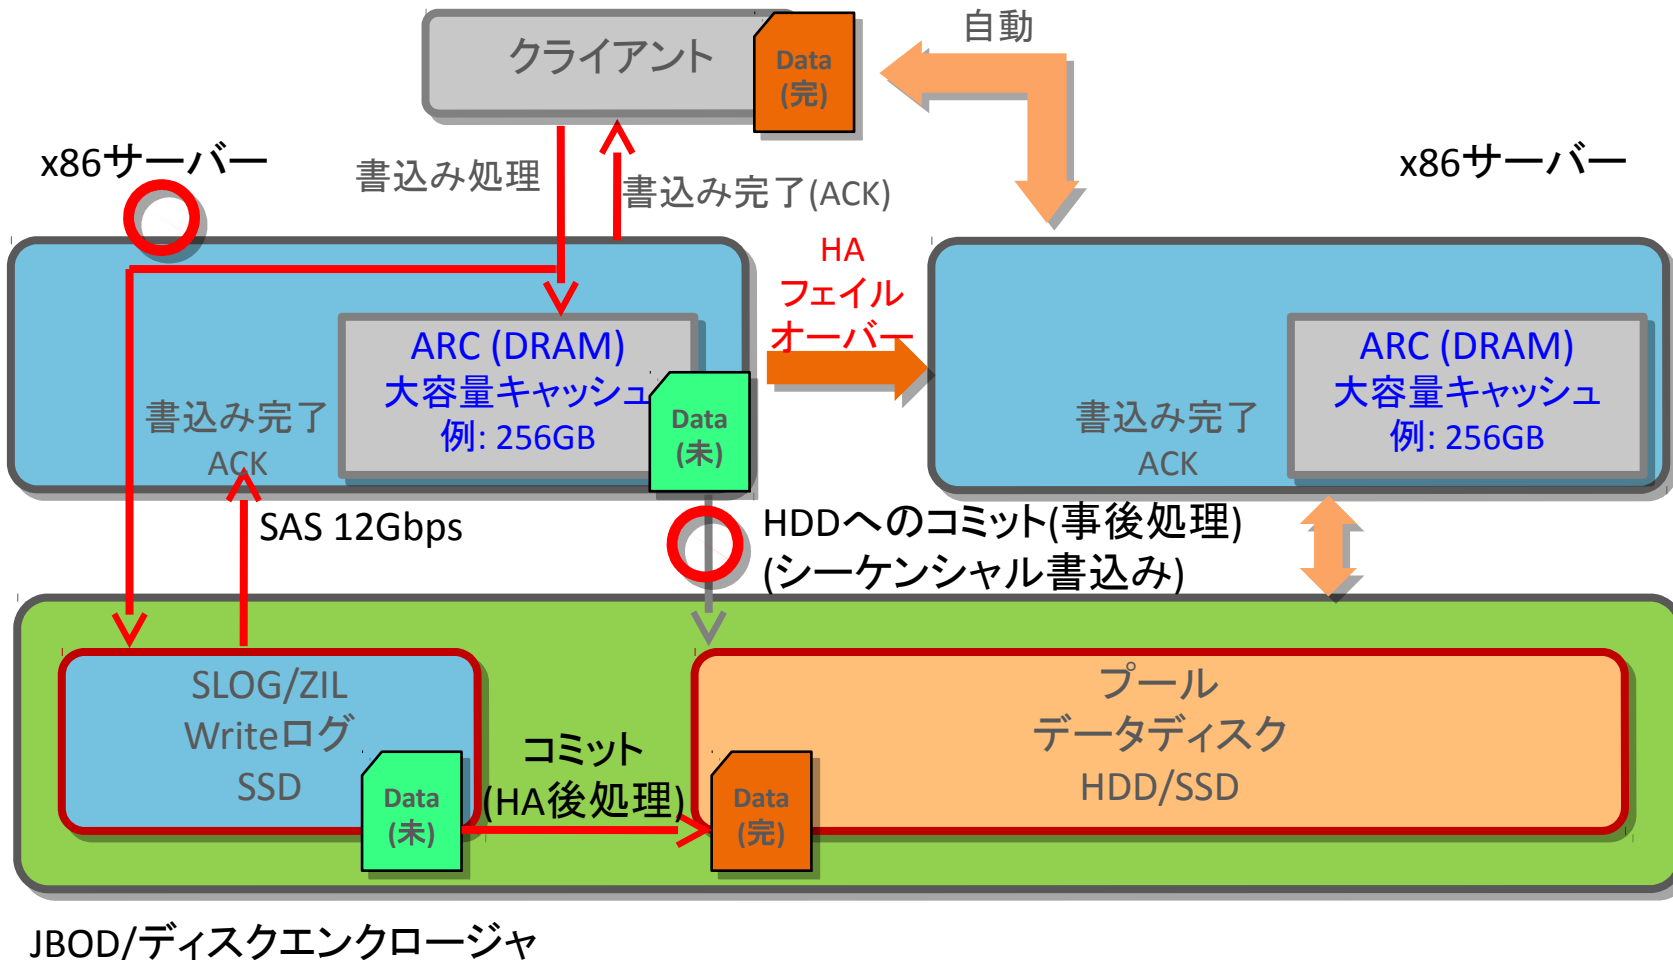 自動
クライアント
Data
(完)
x86サーバー
書込み処理
書込み完了(ACK)
x86サーバー
HA
フェイル
オーバー
ARC (DRAM)
大容量キャッシュ
例: 256GB
Data
(未)
書込み完了
ACK
ARC (DRAM)
大容量キャッシュ
例: 256GB
書込み完了
ACK
SAS 12Gbps
HDDへのコミット(事後処理)
(シーケンシャル書込み)
SLOG/ZIL
Writeログ
SSD
Data
(未)
コミット
(HA後処理)
Data
(完)
プール
データディスク
HDD/SSD
JBOD/ディスクエンクロージャ